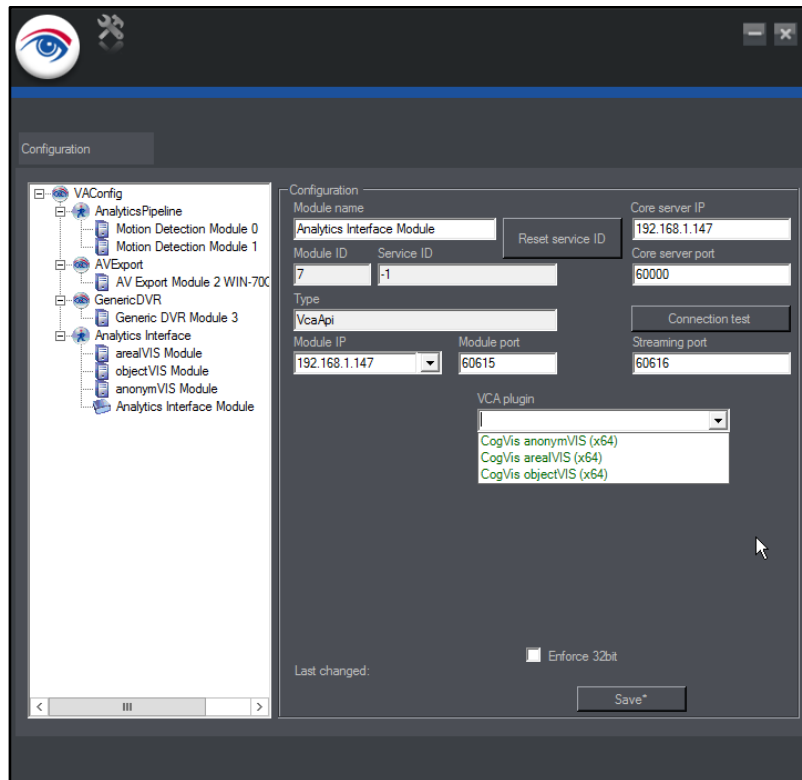 Configuration
VAConfig
AnalyticsPipeline
Motion Detection Module 0
Motion Detection Module 1
AVExport
AV Export Module 2 WIN-70C
GenericDVR
Generic DVR Module 3
Analytics Interface
arealVIS Module
objectVIS Module
anonymVIS Module
Analytics Interface Module
Configuration
Module name
Core server IP
Analytics Interface Module
Reset service ID
192.168.1.147
Module ID
Service ID
Core server port
7
-1
60000
Type
VcaApi
Connection test
Module IP
Module port
Streaming port
192.168.1.147
60615
60616
VCA plugin
CogVis anonymVIS (x64)
CogVis arealVIS (x64)
CogVis objectVIS (x64)
Enforce 32bit
Last changed:
Save*